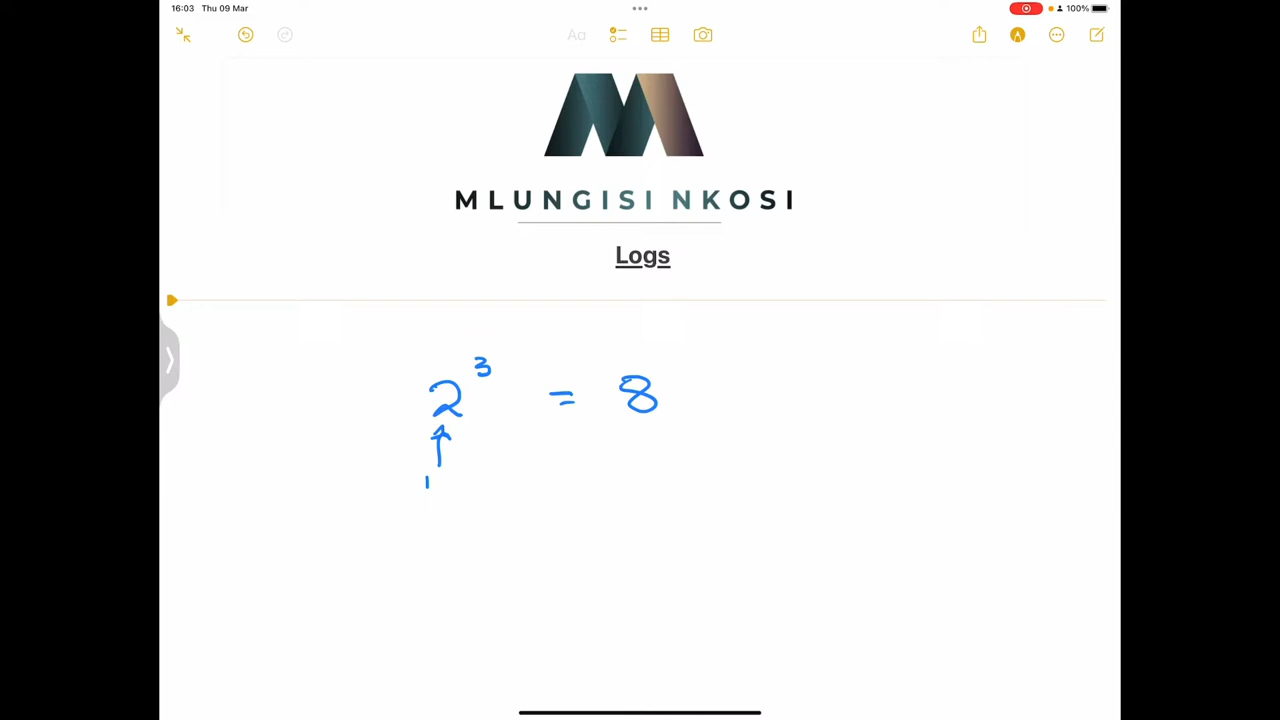 16:03 Thu 09 Mar
100%
Aa
MLUNGISI NKOSI
Logs
2³ = 8